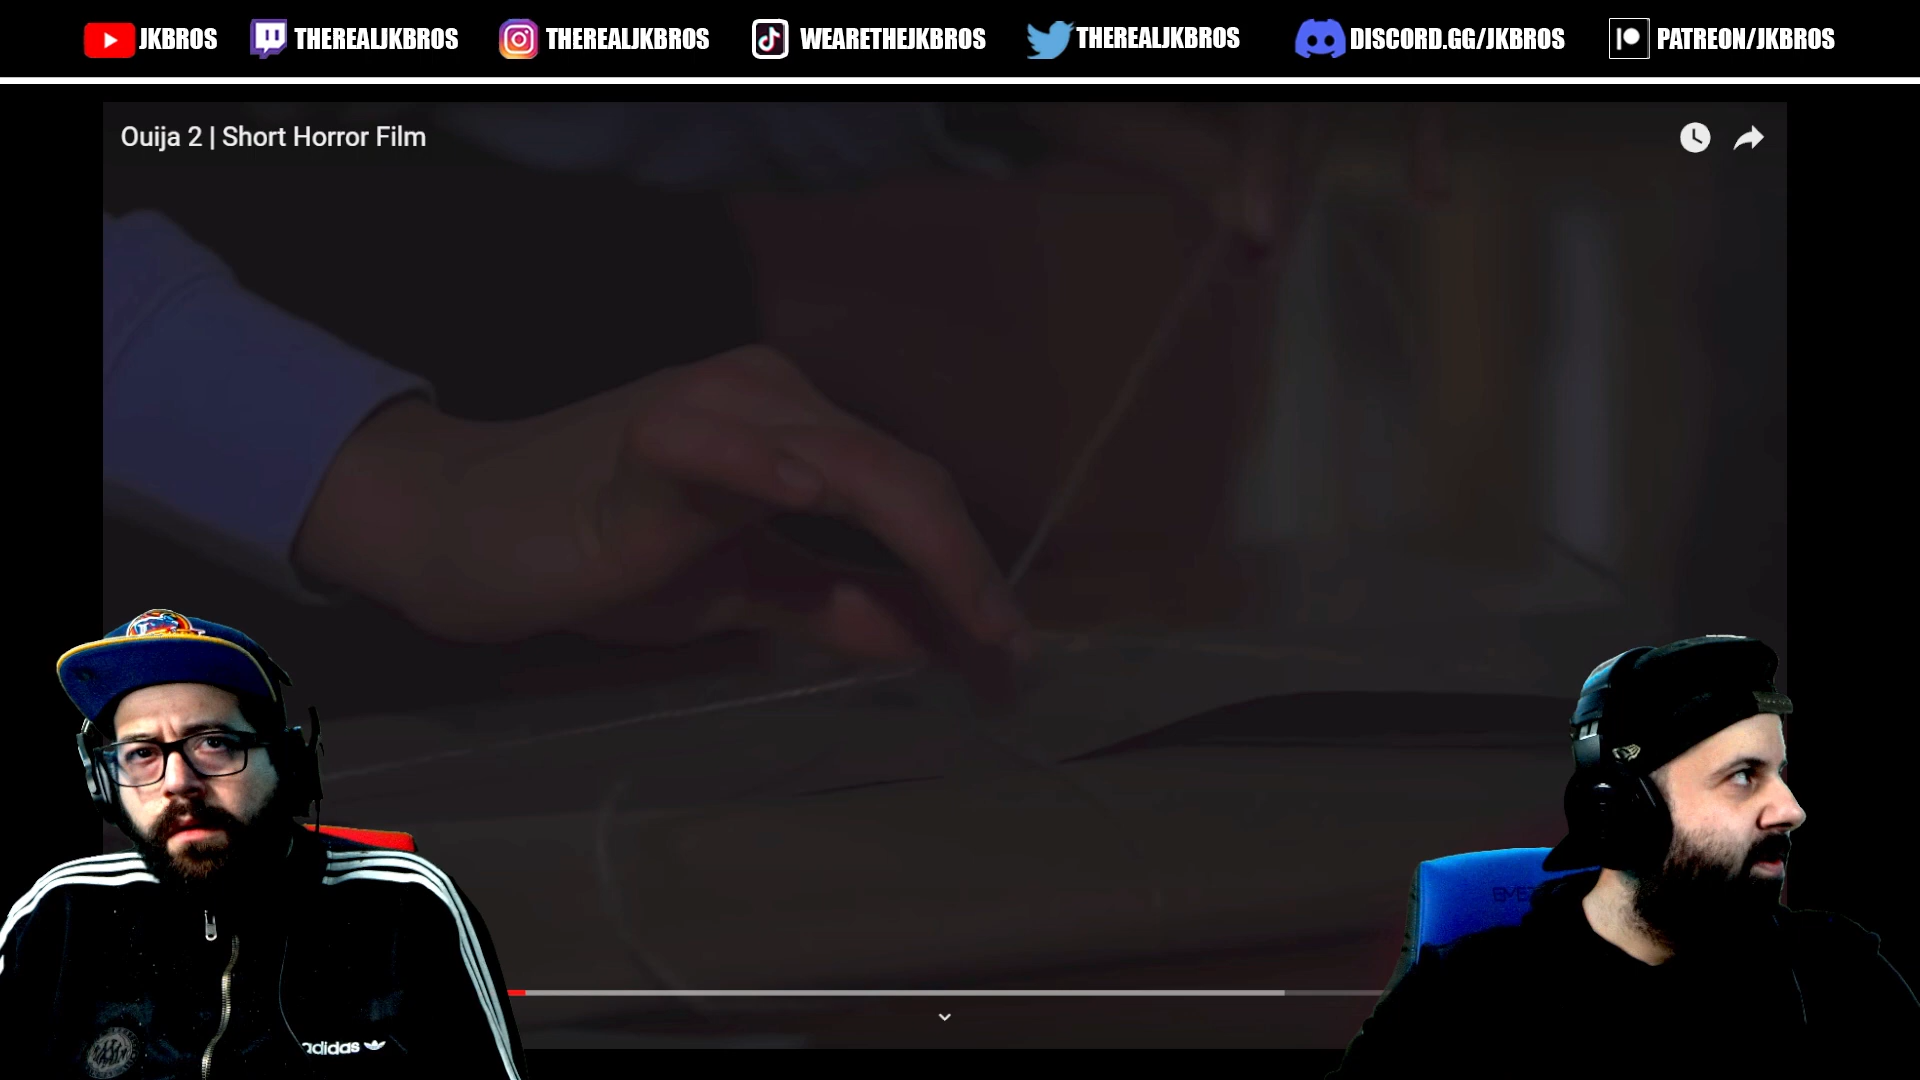 JKBROS THEREALJKBROS THEREALJKBROS WEARETHEJKBROS THEREALJKBROS DISCORD.GG/JKBROS PATREON/JKBROS
Ouija 2 | Short Horror Film
adidas